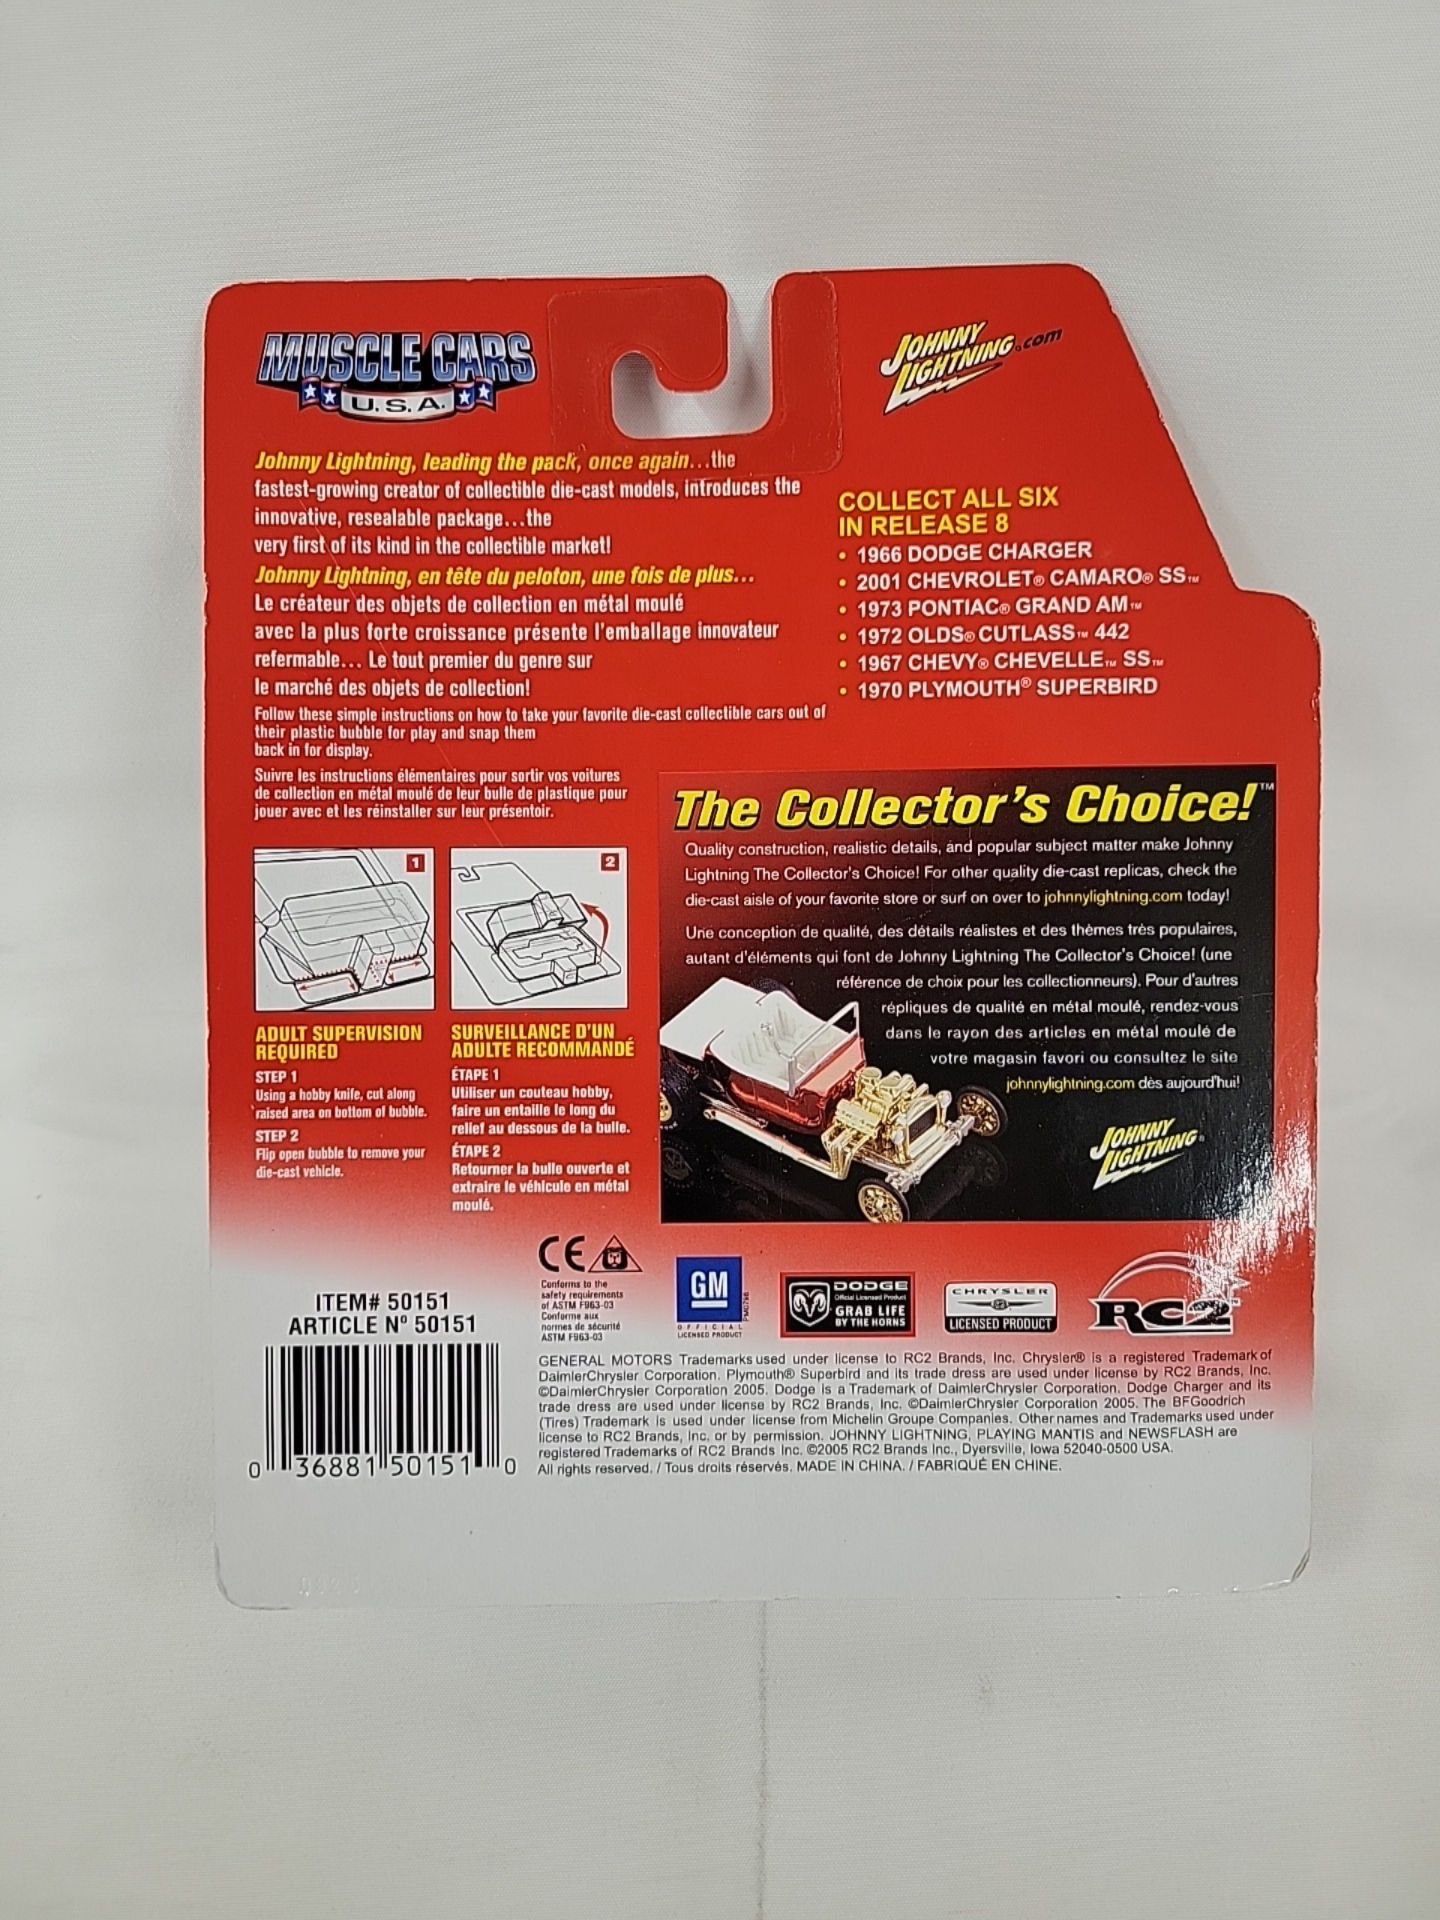 MUSCLE CARS
U.S.A.
JOHNNY
LIGHTNING.com
Johnny Lightning, leading the pack, once again...the
fastest-growing creator of collectible die-cast models, introduces the
innovative, resealable package...the
very first of its kind in the collectible market!
Johnny Lightning, en tête du peloton, une fois de plus...
Le créateur des objets de collection en métal moulé
avec la plus forte croissance présente l'emballage innovateur
refermable... Le tout premier du genre sur
le marché des objets de collection!
Follow these simple instructions on how to take your favorite die-cast collectible cars out of
their plastic bubble for play and snap them
back in for display.
Suivre les instructions élémentaires pour sortir vos voitures
de collection en métal moulé de leur bulle de plastique pour
jouer avec et les réinstaller sur leur présentoir.
COLLECT ALL SIX
IN RELEASE 8
• 1966 DODGE CHARGER
• 2001 CHEVROLET® CAMARO® SS™
• 1973 PONTIAC® GRAND AM™
• 1972 OLDS® CUTLASS™ 442
• 1967 CHEVY® CHEVELLE™ SS™
• 1970 PLYMOUTH® SUPERBIRD
1
2
ADULT SUPERVISION
REQUIRED
STEP 1
Using a hobby knife, cut along
raised area on bottom of bubble.
STEP 2
Flip open bubble to remove your
die-cast vehicle.
SURVEILLANCE D'UN
ADULTE RECOMMANDÉ
ÉTAPE 1
Utiliser un couteau hobby,
faire un entaille le long du
relief au dessous de la bulle.
ÉTAPE 2
Retourner la bulle ouverte et
extraire le véhicule en métal
moulé.
The Collector's Choice!™
Quality construction, realistic details, and popular subject matter make Johnny
Lightning The Collector's Choice! For other quality die-cast replicas, check the
die-cast aisle of your favorite store or surf on over to johnnylightning.com today!
Une conception de qualité, des détails réalistes et des thèmes très populaires,
autant d'éléments qui font de Johnny Lightning The Collector's Choice! (une
référence de choix pour les collectionneurs). Pour d'autres
répliques de qualité en métal moulé, rendez-vous
dans le rayon des articles en métal moulé de
votre magasin favori ou consultez le site
johnnylightning.com dès aujourd'hui!
JOHNNY
LIGHTNING®
ITEM# 50151
ARTICLE Nº 50151
0 36881 50151 0
CE
Conforms to the
safety requirements
of ASTM F963-03
Conforme aux
normes de sécurité
ASTM F963-03
GM
OFFICIAL
LICENSED PRODUCT
DODGE
Official Licensed Product
GRAB LIFE
BY THE HORNS
CHRYSLER
LICENSED PRODUCT
RC2™
GENERAL MOTORS Trademarks used under license to RC2 Brands, Inc. Chrysler® is a registered Trademark of
DaimlerChrysler Corporation. Plymouth® Superbird and its trade dress are used under license by RC2 Brands, Inc.
©DaimlerChrysler Corporation 2005. Dodge is a Trademark of DaimlerChrysler Corporation. Dodge Charger and its
trade dress are used under license by RC2 Brands, Inc. ©DaimlerChrysler Corporation 2005. The BFGoodrich
(Tires) Trademark is used under license from Michelin Groupe Companies. Other names and Trademarks used under
license to RC2 Brands, Inc. or by permission. JOHNNY LIGHTNING, PLAYING MANTIS and NEWSFLASH are
registered Trademarks of RC2 Brands Inc. ©2005 RC2 Brands Inc., Dyersville, Iowa 52040-0500 USA.
All rights reserved. / Tous droits réservés. MADE IN CHINA. / FABRIQUÉ EN CHINE.